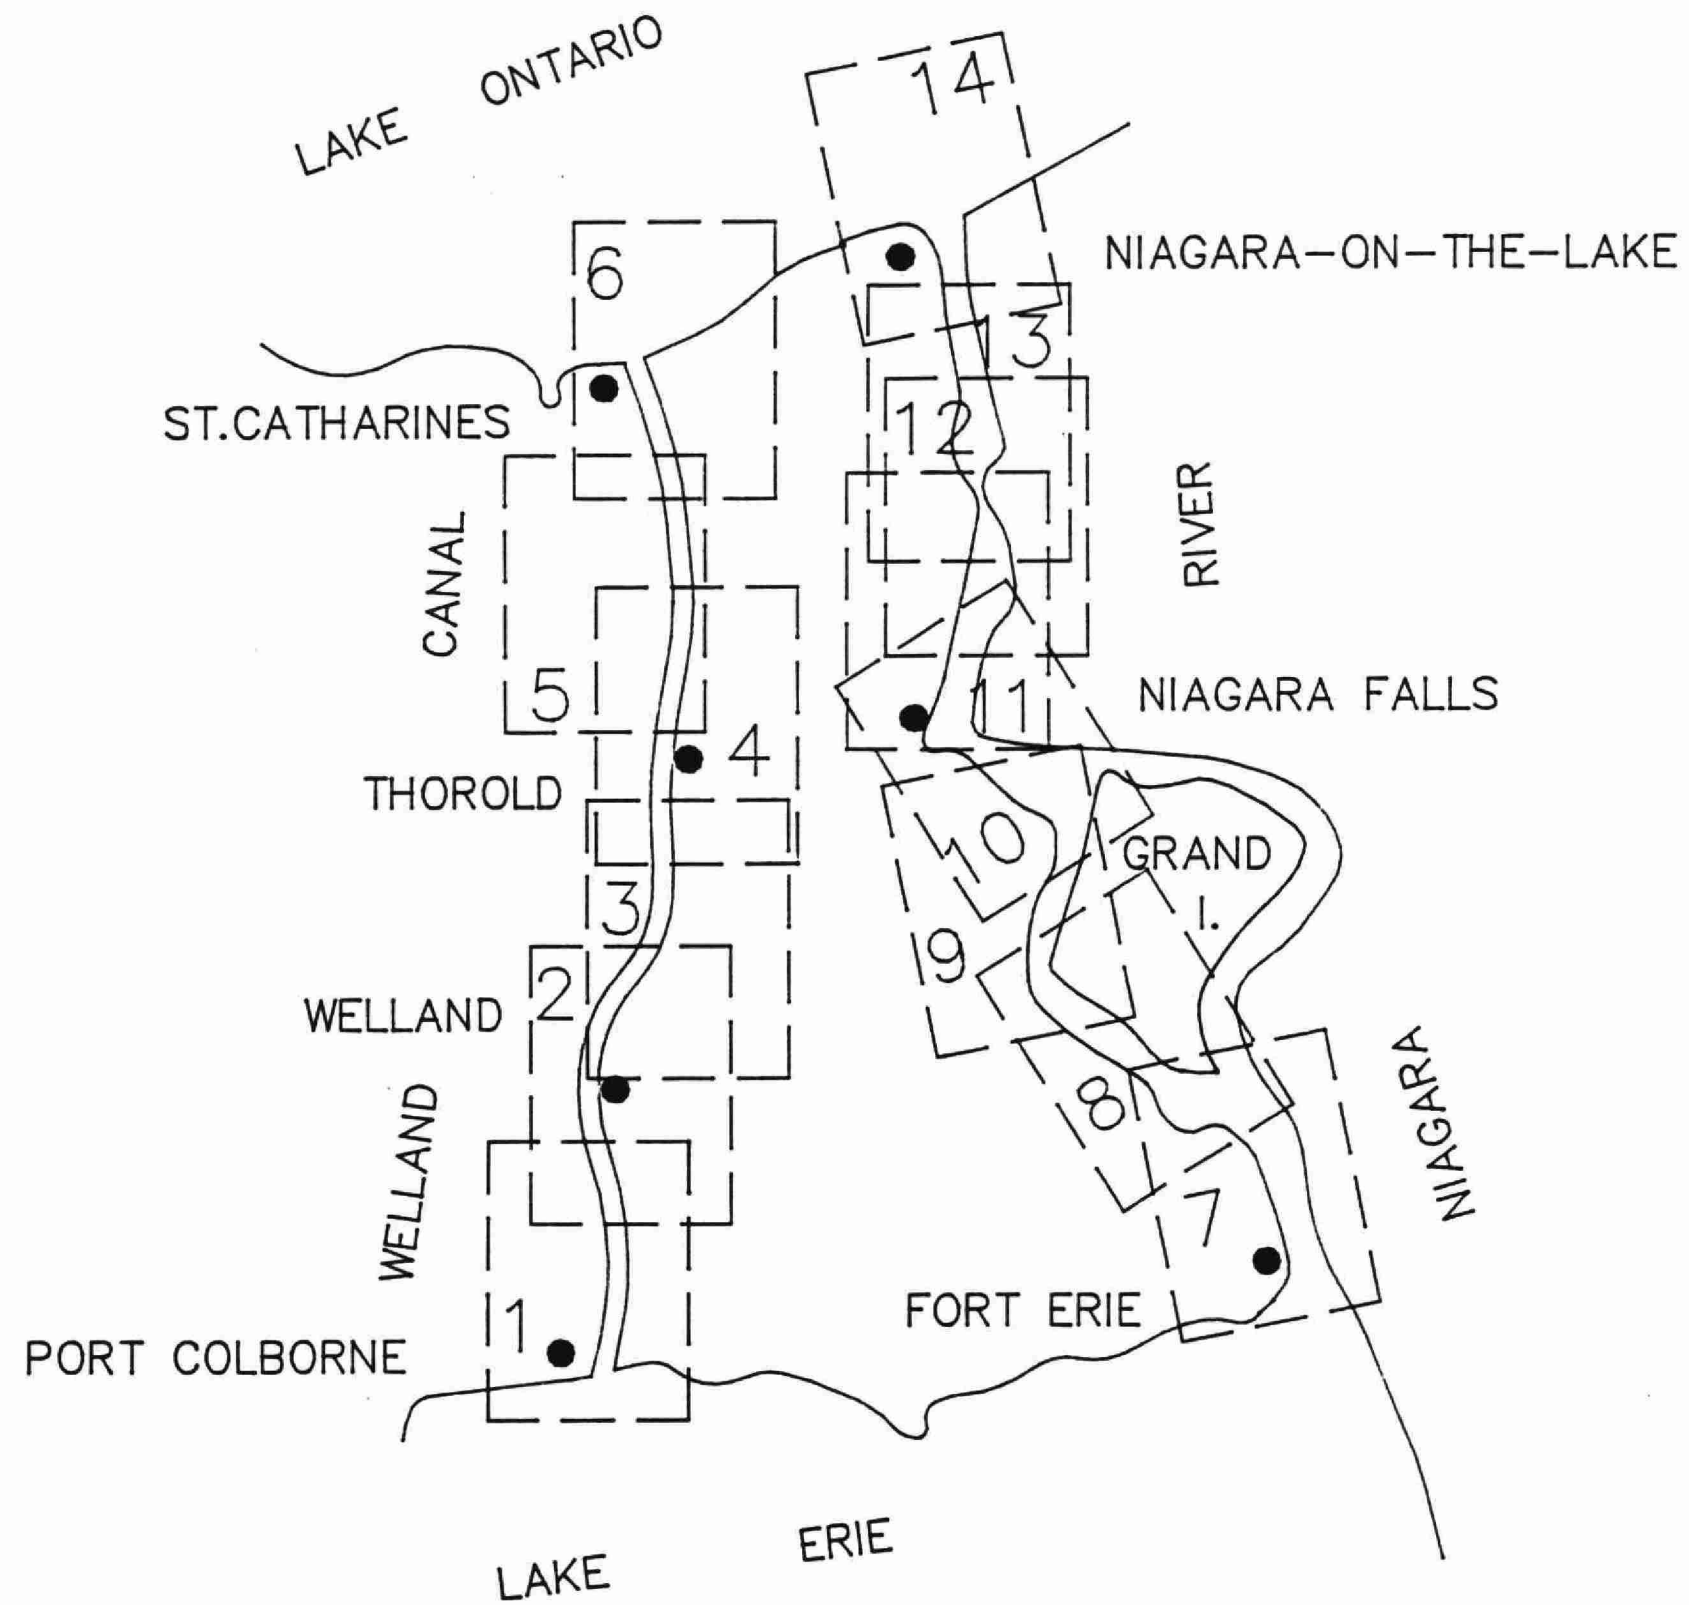 LAKE ONTARIO
14
6
NIAGARA-ON-THE-LAKE
13
ST.CATHARINES
12
CANAL
RIVER
5
11
NIAGARA FALLS
4
THOROLD
10
GRAND
I.
3
9
2
WELLAND
8
NIAGARA
WELLAND
7
FORT ERIE
1
PORT COLBORNE
LAKE ERIE